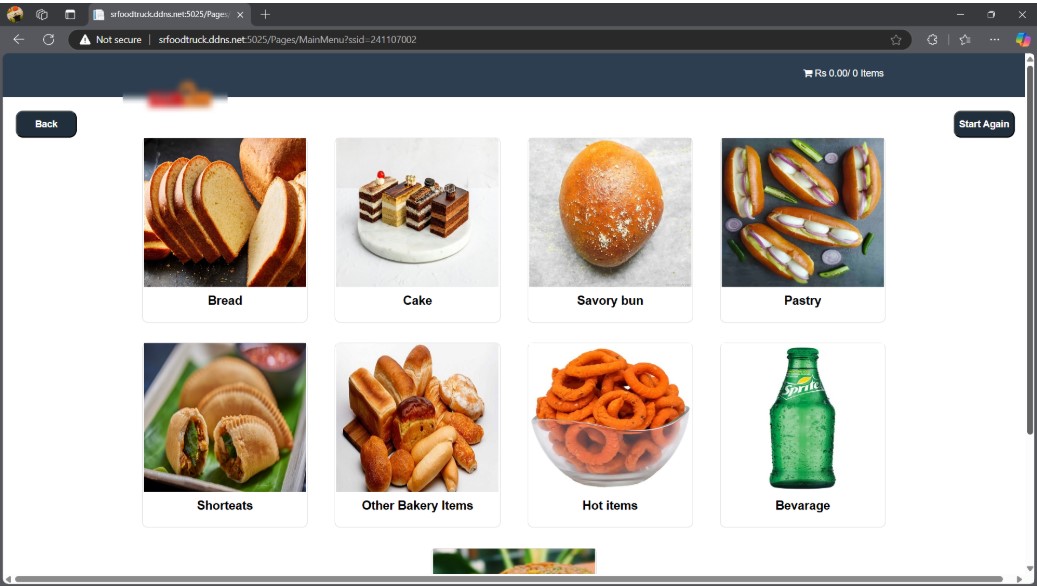 srfoodtruck.ddns.net:5025/Pages/
Not secure srfoodtruck.ddns.net:5025/Pages/MainMenu?ssid=241107002
Rs 0.00/ 0 Items
Back Start Again
Bread Cake Savory bun Pastry
Sprite
Shorteats Other Bakery Items Hot items Bevarage